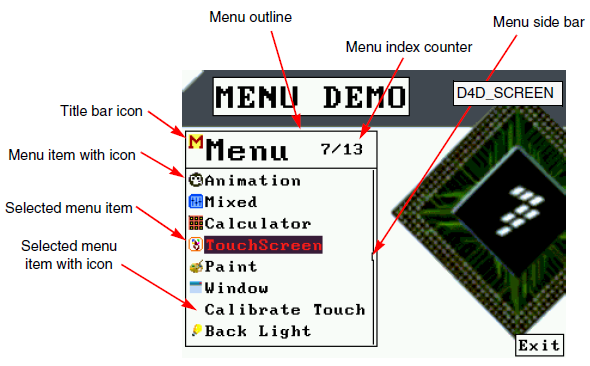 Menu outline
Menu side bar
Menu index counter
MENU DEMO
D4D_SCREEN
Title bar icon
M Menu 7/13
Menu item with icon
Animation
Mixed
Selected menu item
Calculator
TouchScreen
Selected menu
item with icon
Paint
Window
Calibrate Touch
Back Light
Exit